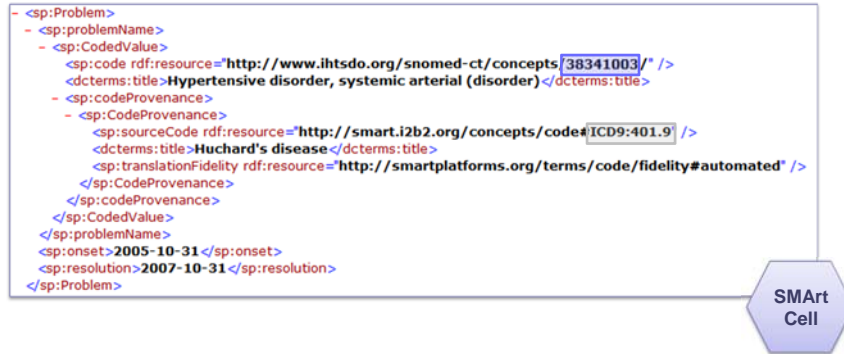 - <sp:Problem>
- <sp:problemName>
- <sp:CodedValue>
<sp:code rdf:resource="http://www.ihtsdo.org/snomed-ct/concepts/38341003/" />
<dcterms:title>Hypertensive disorder, systemic arterial (disorder)</dcterms:title>
- <sp:codeProvenance>
- <sp:CodeProvenance>
<sp:sourceCode rdf:resource="http://smart.i2b2.org/concepts/code#ICD9:401.9" />
<dcterms:title>Huchard's disease</dcterms:title>
<sp:translationFidelity rdf:resource="http://smartplatforms.org/terms/code/fidelity#automated" />
</sp:CodeProvenance>
</sp:codeProvenance>
</sp:CodedValue>
</sp:problemName>
<sp:onset>2005-10-31</sp:onset>
<sp:resolution>2007-10-31</sp:resolution>
</sp:Problem>
SMArt
Cell